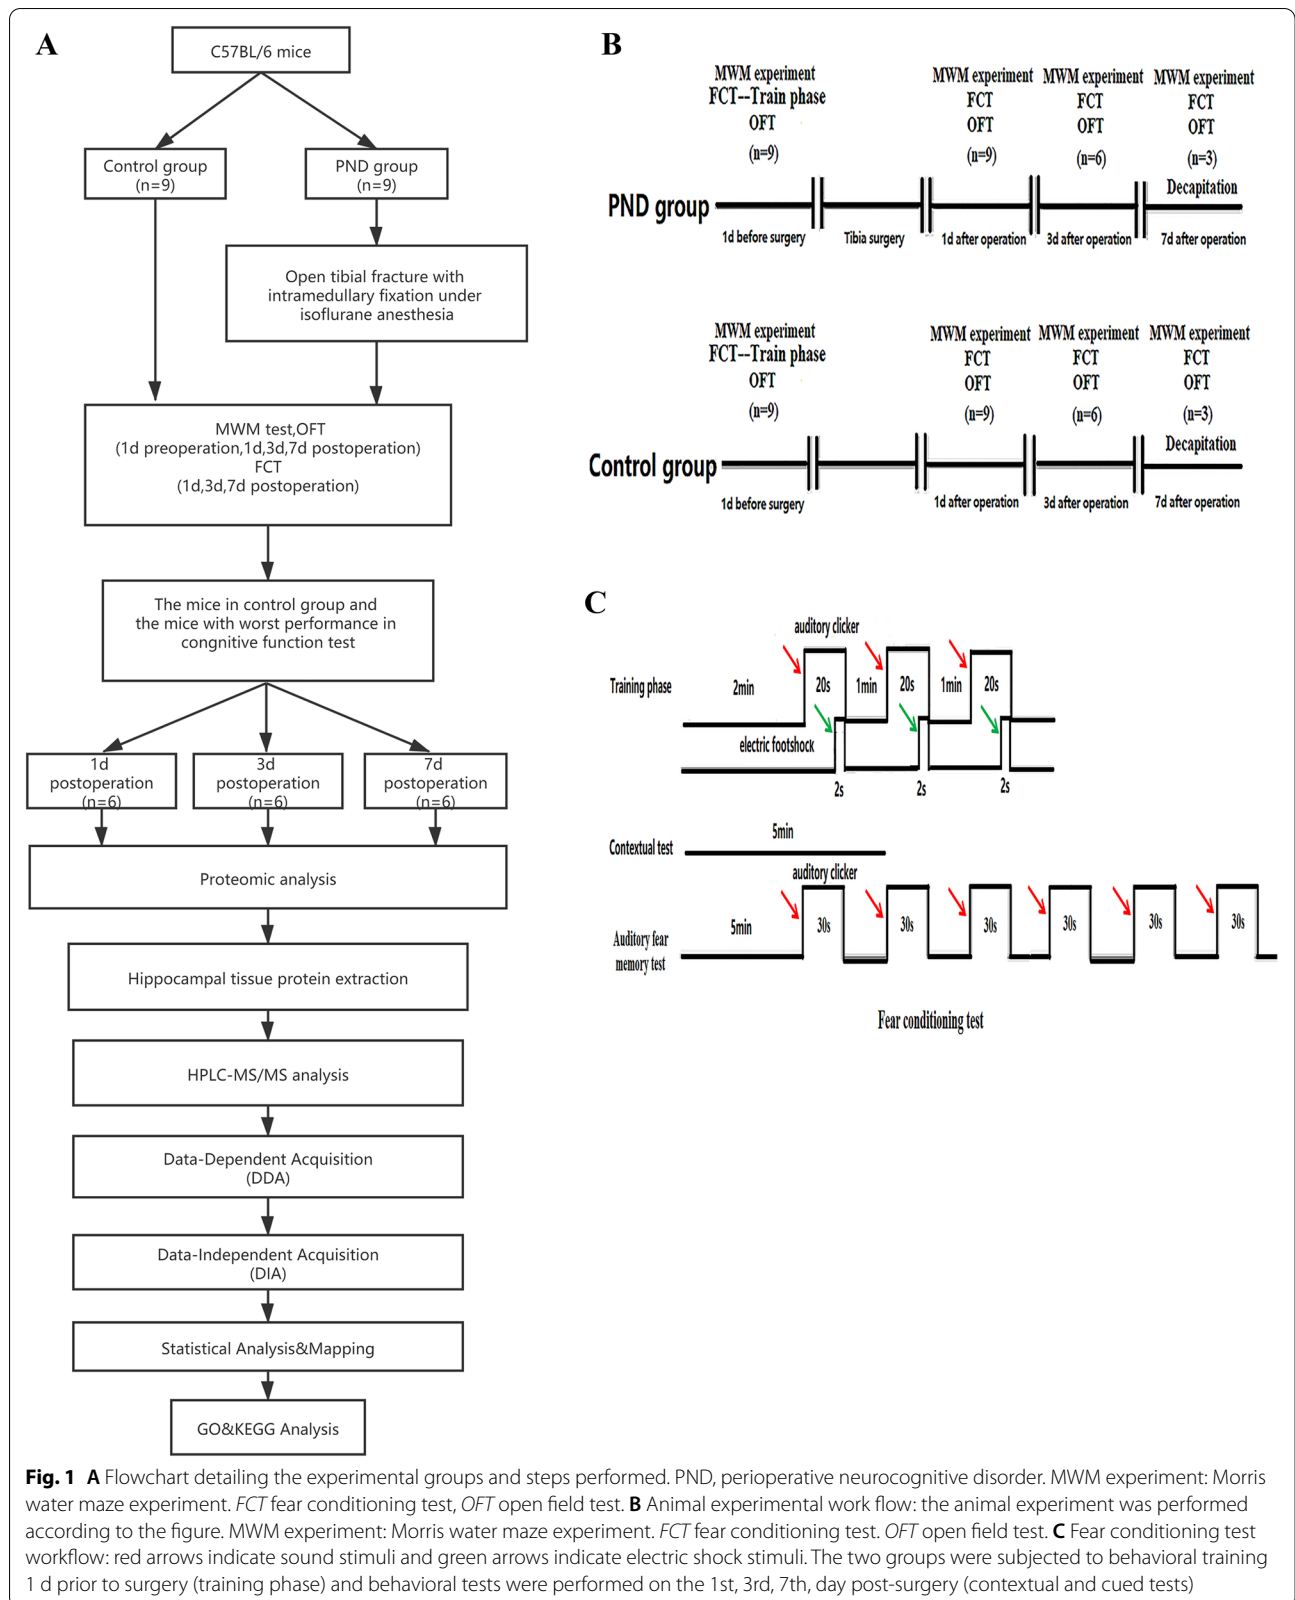 A
C57BL/6 mice
Control group
(n=9)
PND group
(n=9)
Open tibial fracture with
intramedullary fixation under
isoflurane anesthesia
MWM test,OFT
(1d preoperation,1d,3d,7d postoperation)
FCT
(1d,3d,7d postoperation)
The mice in control group and
the mice with worst performance in
congnitive function test
1d
postoperation
(n=6)
3d
postoperation
(n=6)
7d
postoperation
(n=6)
Proteomic analysis
Hippocampal tissue protein extraction
HPLC-MS/MS analysis
Data-Dependent Acquisition
(DDA)
Data-Independent Acquisition
(DIA)
Statistical Analysis&Mapping
GO&KEGG Analysis
B
MWM experiment
FCT---Train phase
OFT
(n=9)
MWM experiment
FCT
OFT
(n=9)
MWM experiment
FCT
OFT
(n=6)
MWM experiment
FCT
OFT
(n=3)
Decapitation
PND group
1d before surgery
Tibia surgery
1d after operation
3d after operation
7d after operation
MWM experiment
FCT---Train phase
OFT
(n=9)
MWM experiment
FCT
OFT
(n=9)
MWM experiment
FCT
OFT
(n=6)
MWM experiment
FCT
OFT
(n=3)
Decapitation
Control group
1d before surgery
1d after operation
3d after operation
7d after operation
C
auditory clicker
Training phase
2min
20s
1min
20s
1min
20s
electric footshock
2s
2s
2s
5min
Contextual test
auditory clicker
Auditory fear
memory test
5min
30s
30s
30s
30s
30s
30s
Fear conditioning test
Fig. 1 A Flowchart detailing the experimental groups and steps performed. PND, perioperative neurocognitive disorder. MWM experiment: Morris
water maze experiment. FCT fear conditioning test, OFT open field test. B Animal experimental work flow: the animal experiment was performed
according to the figure. MWM experiment: Morris water maze experiment. FCT fear conditioning test. OFT open field test. C Fear conditioning test
workflow: red arrows indicate sound stimuli and green arrows indicate electric shock stimuli. The two groups were subjected to behavioral training
1 d prior to surgery (training phase) and behavioral tests were performed on the 1st, 3rd, 7th, day post-surgery (contextual and cued tests)